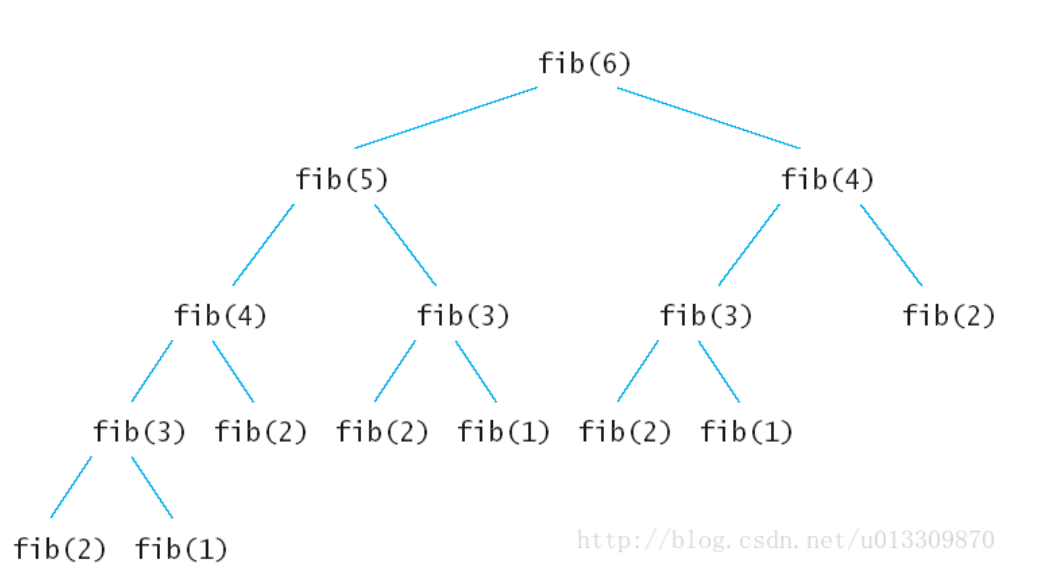 fib(6)
fib(5) fib(4)
fib(4) fib(3) fib(3) fib(2)
fib(3) fib(2) fib(2) fib(1) fib(2) fib(1)
fib(2) fib(1)
http://blog.csdn.net/u013309870